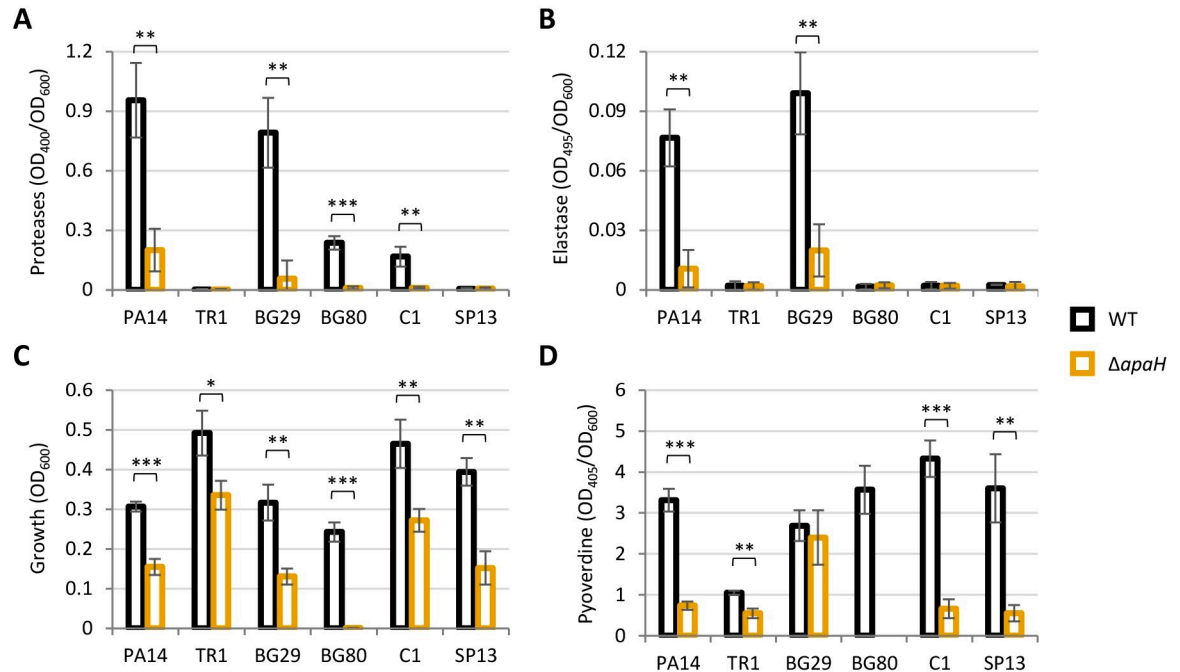 A
Proteases (OD400/OD600)
1.2
0.9
0.6
0.3
0
**
**
***
**
PA14 TR1 BG29 BG80 C1 SP13
B
Elastase (OD495/OD600)
0.12
0.09
0.06
0.03
0
**
**
PA14 TR1 BG29 BG80 C1 SP13
WT
ΔapaH
C
Growth (OD600)
0.6
0.5
0.4
0.3
0.2
0.1
0
***
*
**
***
**
**
PA14 TR1 BG29 BG80 C1 SP13
D
Pyoverdine (OD405/OD600)
6
5
4
3
2
1
0
***
**
***
**
PA14 TR1 BG29 BG80 C1 SP13